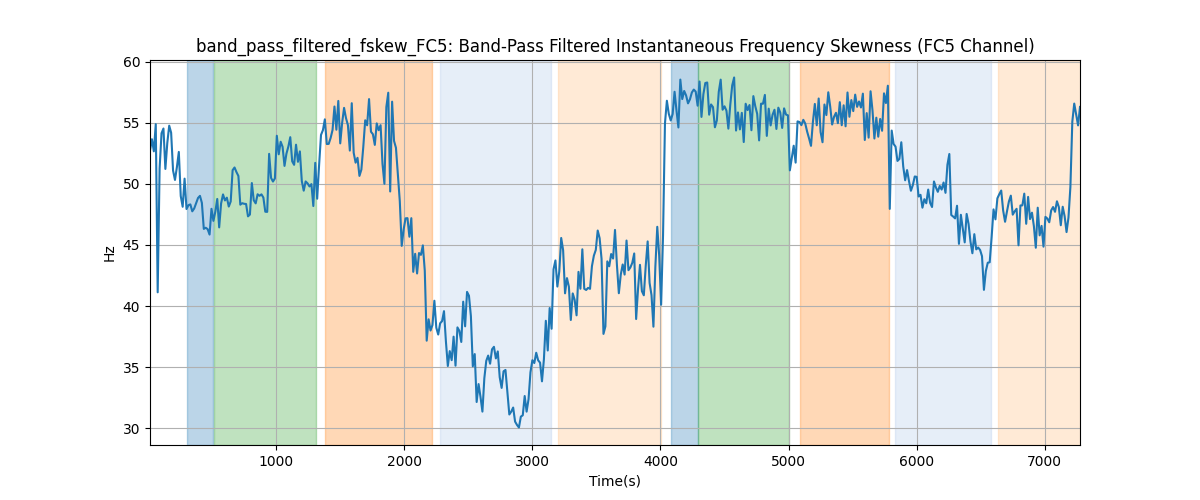 band_pass_filtered_fskew_FC5: Band-Pass Filtered Instantaneous Frequency Skewness (FC5 Channel)
60
55
50
45
40
35
30
Hz
1000 2000 3000 4000 5000 6000 7000
Time(s)